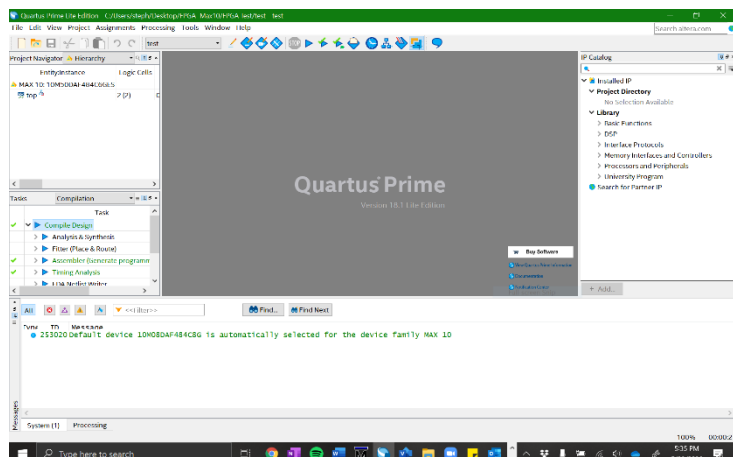 Quartus Prime Lite Edition - C:/Users/steph/Desktop/FPGA_Max10/FPGA_test/test - test
File Edit View Project Assignments Processing Tools Window Help
Search altera.com
test
Project Navigator Hierarchy
Entity:Instance Logic Cells
MAX 10: 10M50DAF484C6GES
top 2 (2)
Tasks Compilation
Task
Compile Design
Analysis & Synthesis
Fitter (Place & Route)
Assembler (Generate programm
Timing Analysis
EDA Netlist Writer
Quartus Prime
Version 18.1 Lite Edition
Buy Software
Documentation
IP Catalog
Installed IP
Project Directory
No Selection Available
Library
Basic Functions
DSP
Interface Protocols
Memory Interfaces and Controllers
Processors and Peripherals
University Program
Search for Partner IP
+ Add...
All <<Filter>> Find... Find Next
Type ID Message
253020 Default device 10M08DAF484C8G is automatically selected for the device family MAX 10
Messages
System (1) Processing
100% 00:00:2
Type here to search
5:35 PM